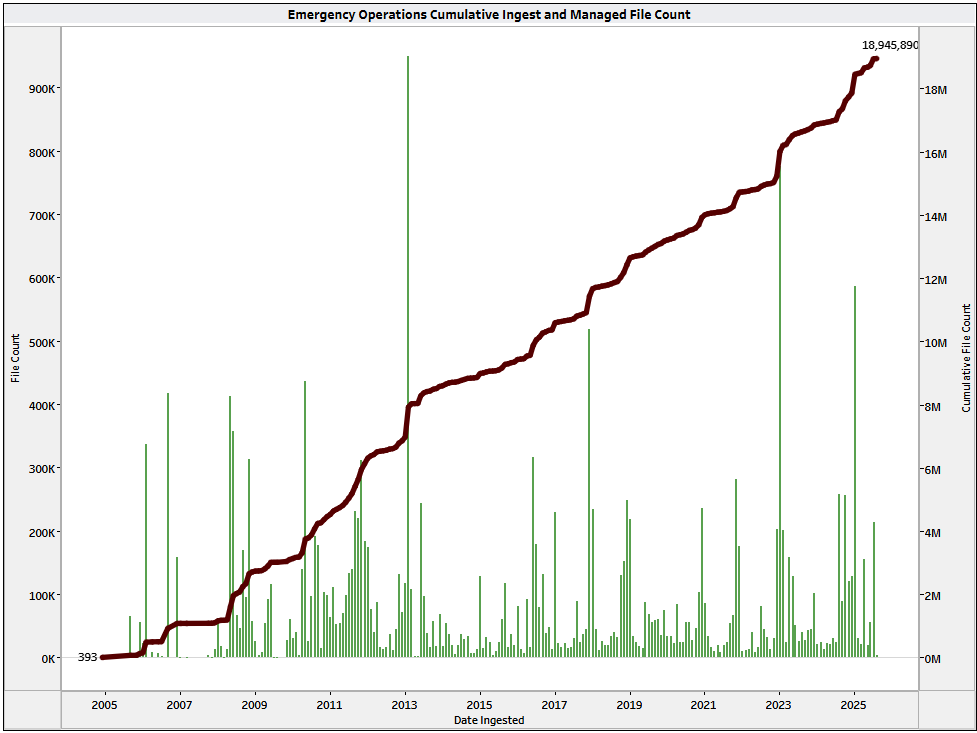 Emergency Operations Cumulative Ingest and Managed File Count
18,945,890
900K
800K
700K
600K
500K
400K
300K
200K
100K
0K
File Count
393
18M
16M
14M
12M
10M
8M
6M
4M
2M
0M
Cumulative File Count
2005 2007 2009 2011 2013 2015 2017 2019 2021 2023 2025
Date Ingested